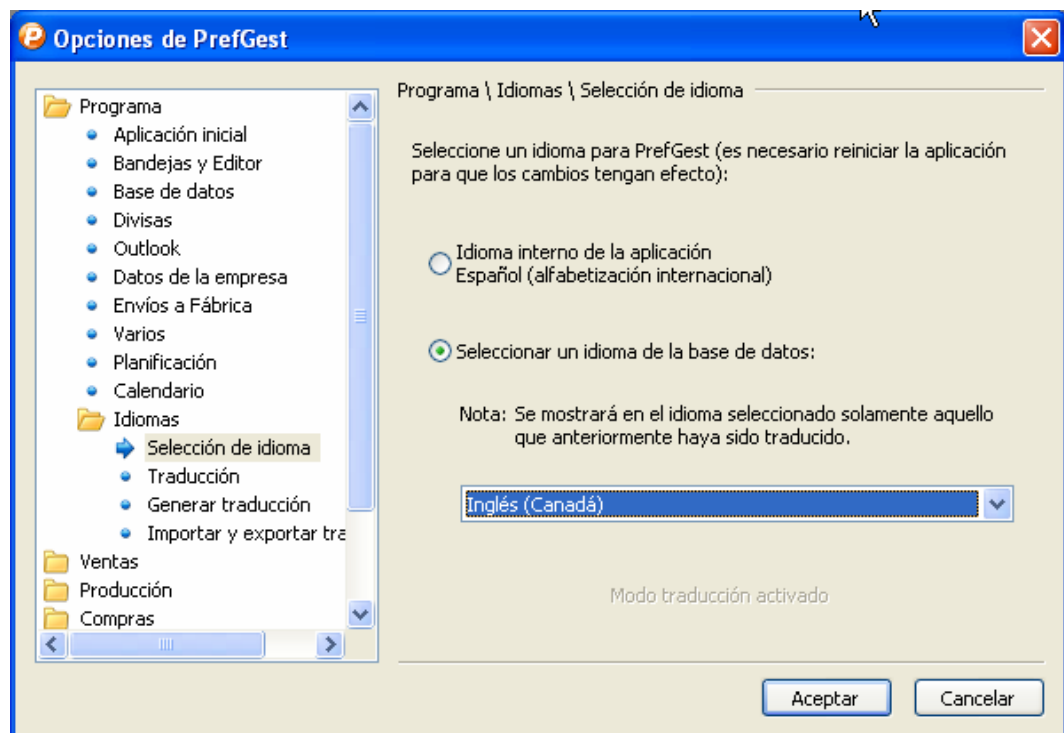 Opciones de PrefGest
Programa
Aplicación inicial
Bandejas y Editor
Base de datos
Divisas
Outlook
Datos de la empresa
Envíos a Fábrica
Varios
Planificación
Calendario
Idiomas
Selección de idioma
Traducción
Generar traducción
Importar y exportar tra
Ventas
Producción
Compras
Programa \ Idiomas \ Selección de idioma
Seleccione un idioma para PrefGest (es necesario reiniciar la aplicación
para que los cambios tengan efecto):
Idioma interno de la aplicación
Español (alfabetización internacional)
Seleccionar un idioma de la base de datos:
Nota: Se mostrará en el idioma seleccionado solamente aquello
que anteriormente haya sido traducido.
Inglés (Canadá)
Modo traducción activado
Aceptar
Cancelar